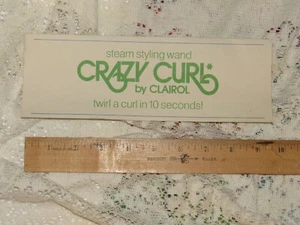 steam styling wand
CRAZY CURL
by CLAIROL
twirl a curl in 10 seconds!